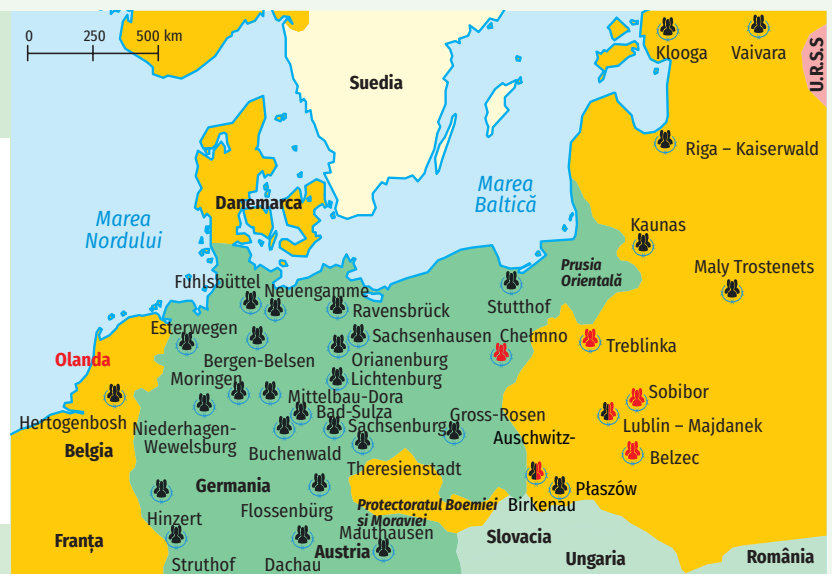 0 250 500 km
Klooga
Vaivara
U.R.S.S
Suedia
Riga – Kaiserwald
Danemarca
Marea
Baltică
Marea
Nordului
Kaunas
Prusia
Orientală
Maly Trostenets
Fuhlsbüttel
Neuengamme
Ravensbrück
Stutthof
Esterwegen
Sachsenhausen
Chełmno
Treblinka
Olanda
Bergen-Belsen
Orianenburg
Moringen
Lichtenburg
Mittelbau-Dora
Sobibor
Hertogenbosh
Niederhagen-
Wewelsburg
Bad-Sulza
Sachsenburg
Gross-Rosen
Lublin – Majdanek
Belgia
Buchenwald
Auschwitz-
Birkenau
Belzec
Theresienstadt
Germania
Płaszów
Hinzert
Flossenbürg
Protectoratul Boemiei
si Moraviei
Franța
Mauthausen
Slovacia
Struthof
Dachau
Austria
Ungaria
România